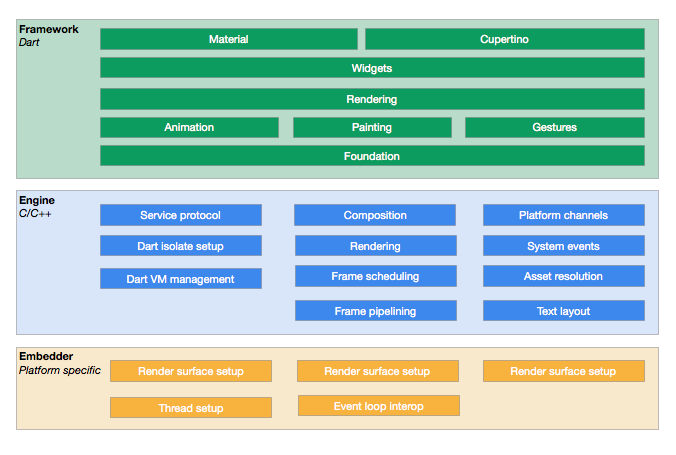 Framework
Dart
Material
Cupertino
Widgets
Rendering
Animation
Painting
Gestures
Foundation
Engine
C/C++
Service protocol
Composition
Platform channels
Dart isolate setup
Rendering
System events
Dart VM management
Frame scheduling
Asset resolution
Frame pipelining
Text layout
Embedder
Platform specific
Render surface setup
Render surface setup
Render surface setup
Thread setup
Event loop interop